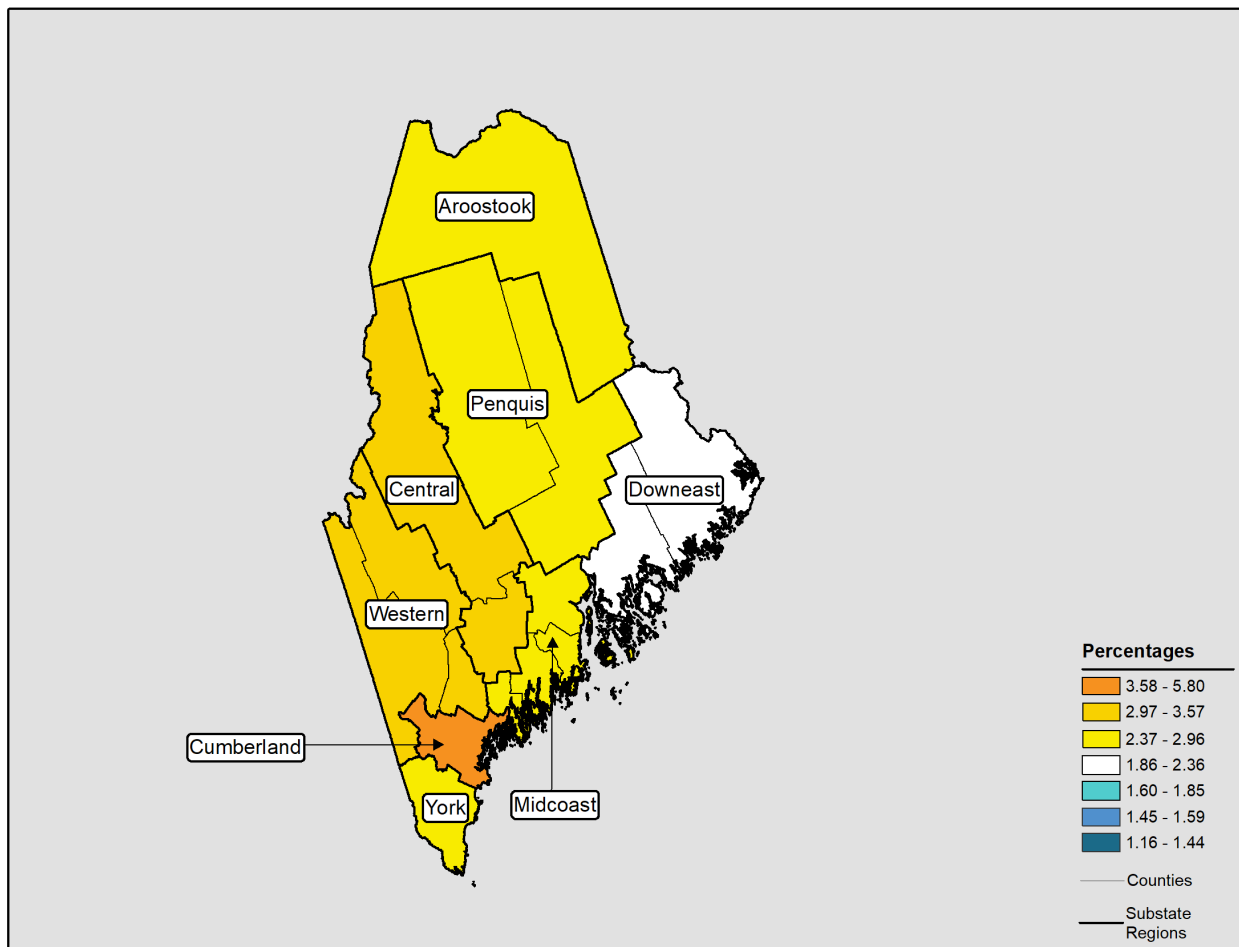 Aroostook
Penquis
Central
Downeast
Western
Cumberland
York
Midcoast
Percentages
3.58 - 5.80
2.97 - 3.57
2.37 - 2.96
1.86 - 2.36
1.60 - 1.85
1.45 - 1.59
1.16 - 1.44
Counties
Substate
Regions